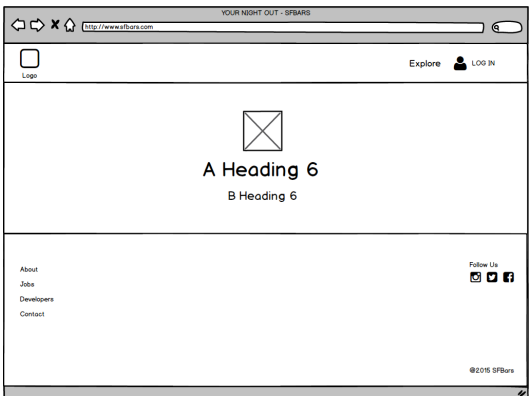 YOUR NIGHT OUT - SFBARS
http://www.sfbars.com
Logo
Explore
LOG IN
A Heading 6
B Heading 6
About
Jobs
Developers
Contact
Follow Us
@2015 SFBars